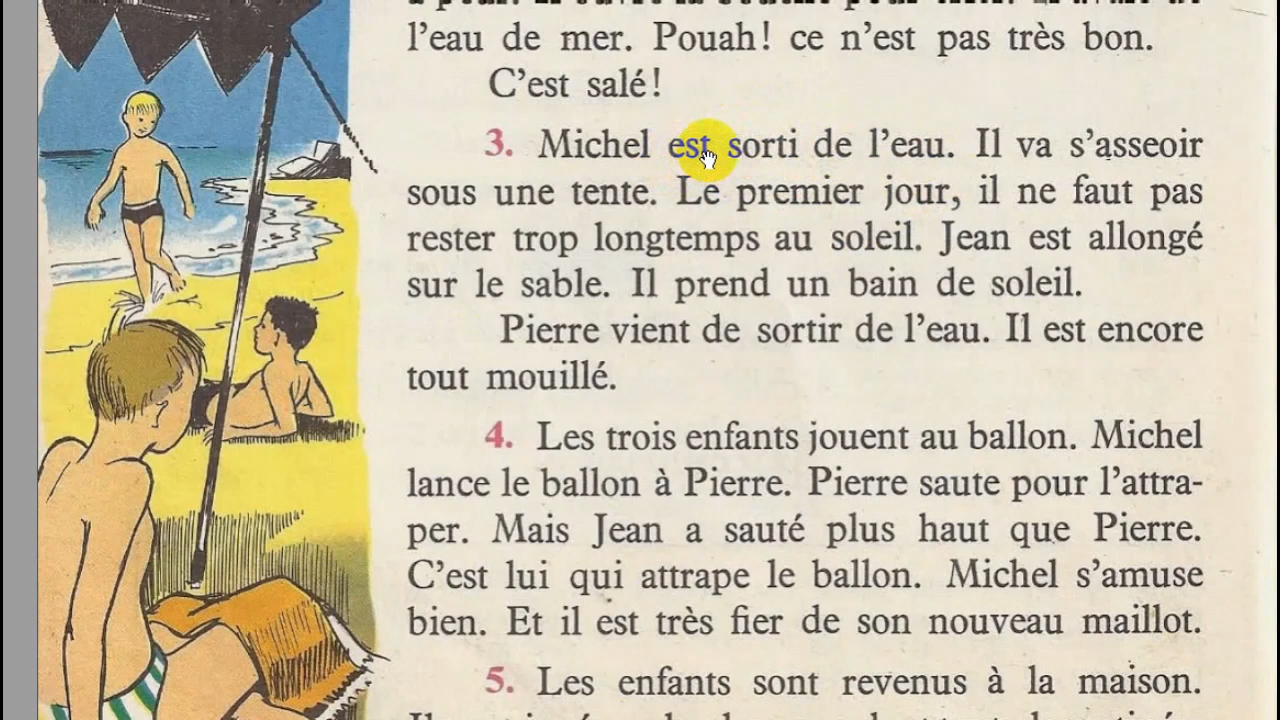 l'eau de mer. Pouah! ce n'est pas très bon.
C'est salé!
3. Michel est sorti de l'eau. Il va s'asseoir
sous une tente. Le premier jour, il ne faut pas
rester trop longtemps au soleil. Jean est allongé
sur le sable. Il prend un bain de soleil.
Pierre vient de sortir de l'eau. Il est encore
tout mouillé.
4. Les trois enfants jouent au ballon. Michel
lance le ballon à Pierre. Pierre saute pour l'attra-
per. Mais Jean a sauté plus haut que Pierre.
C'est lui qui attrape le ballon. Michel s'amuse
bien. Et il est très fier de son nouveau maillot.
5. Les enfants sont revenus à la maison.